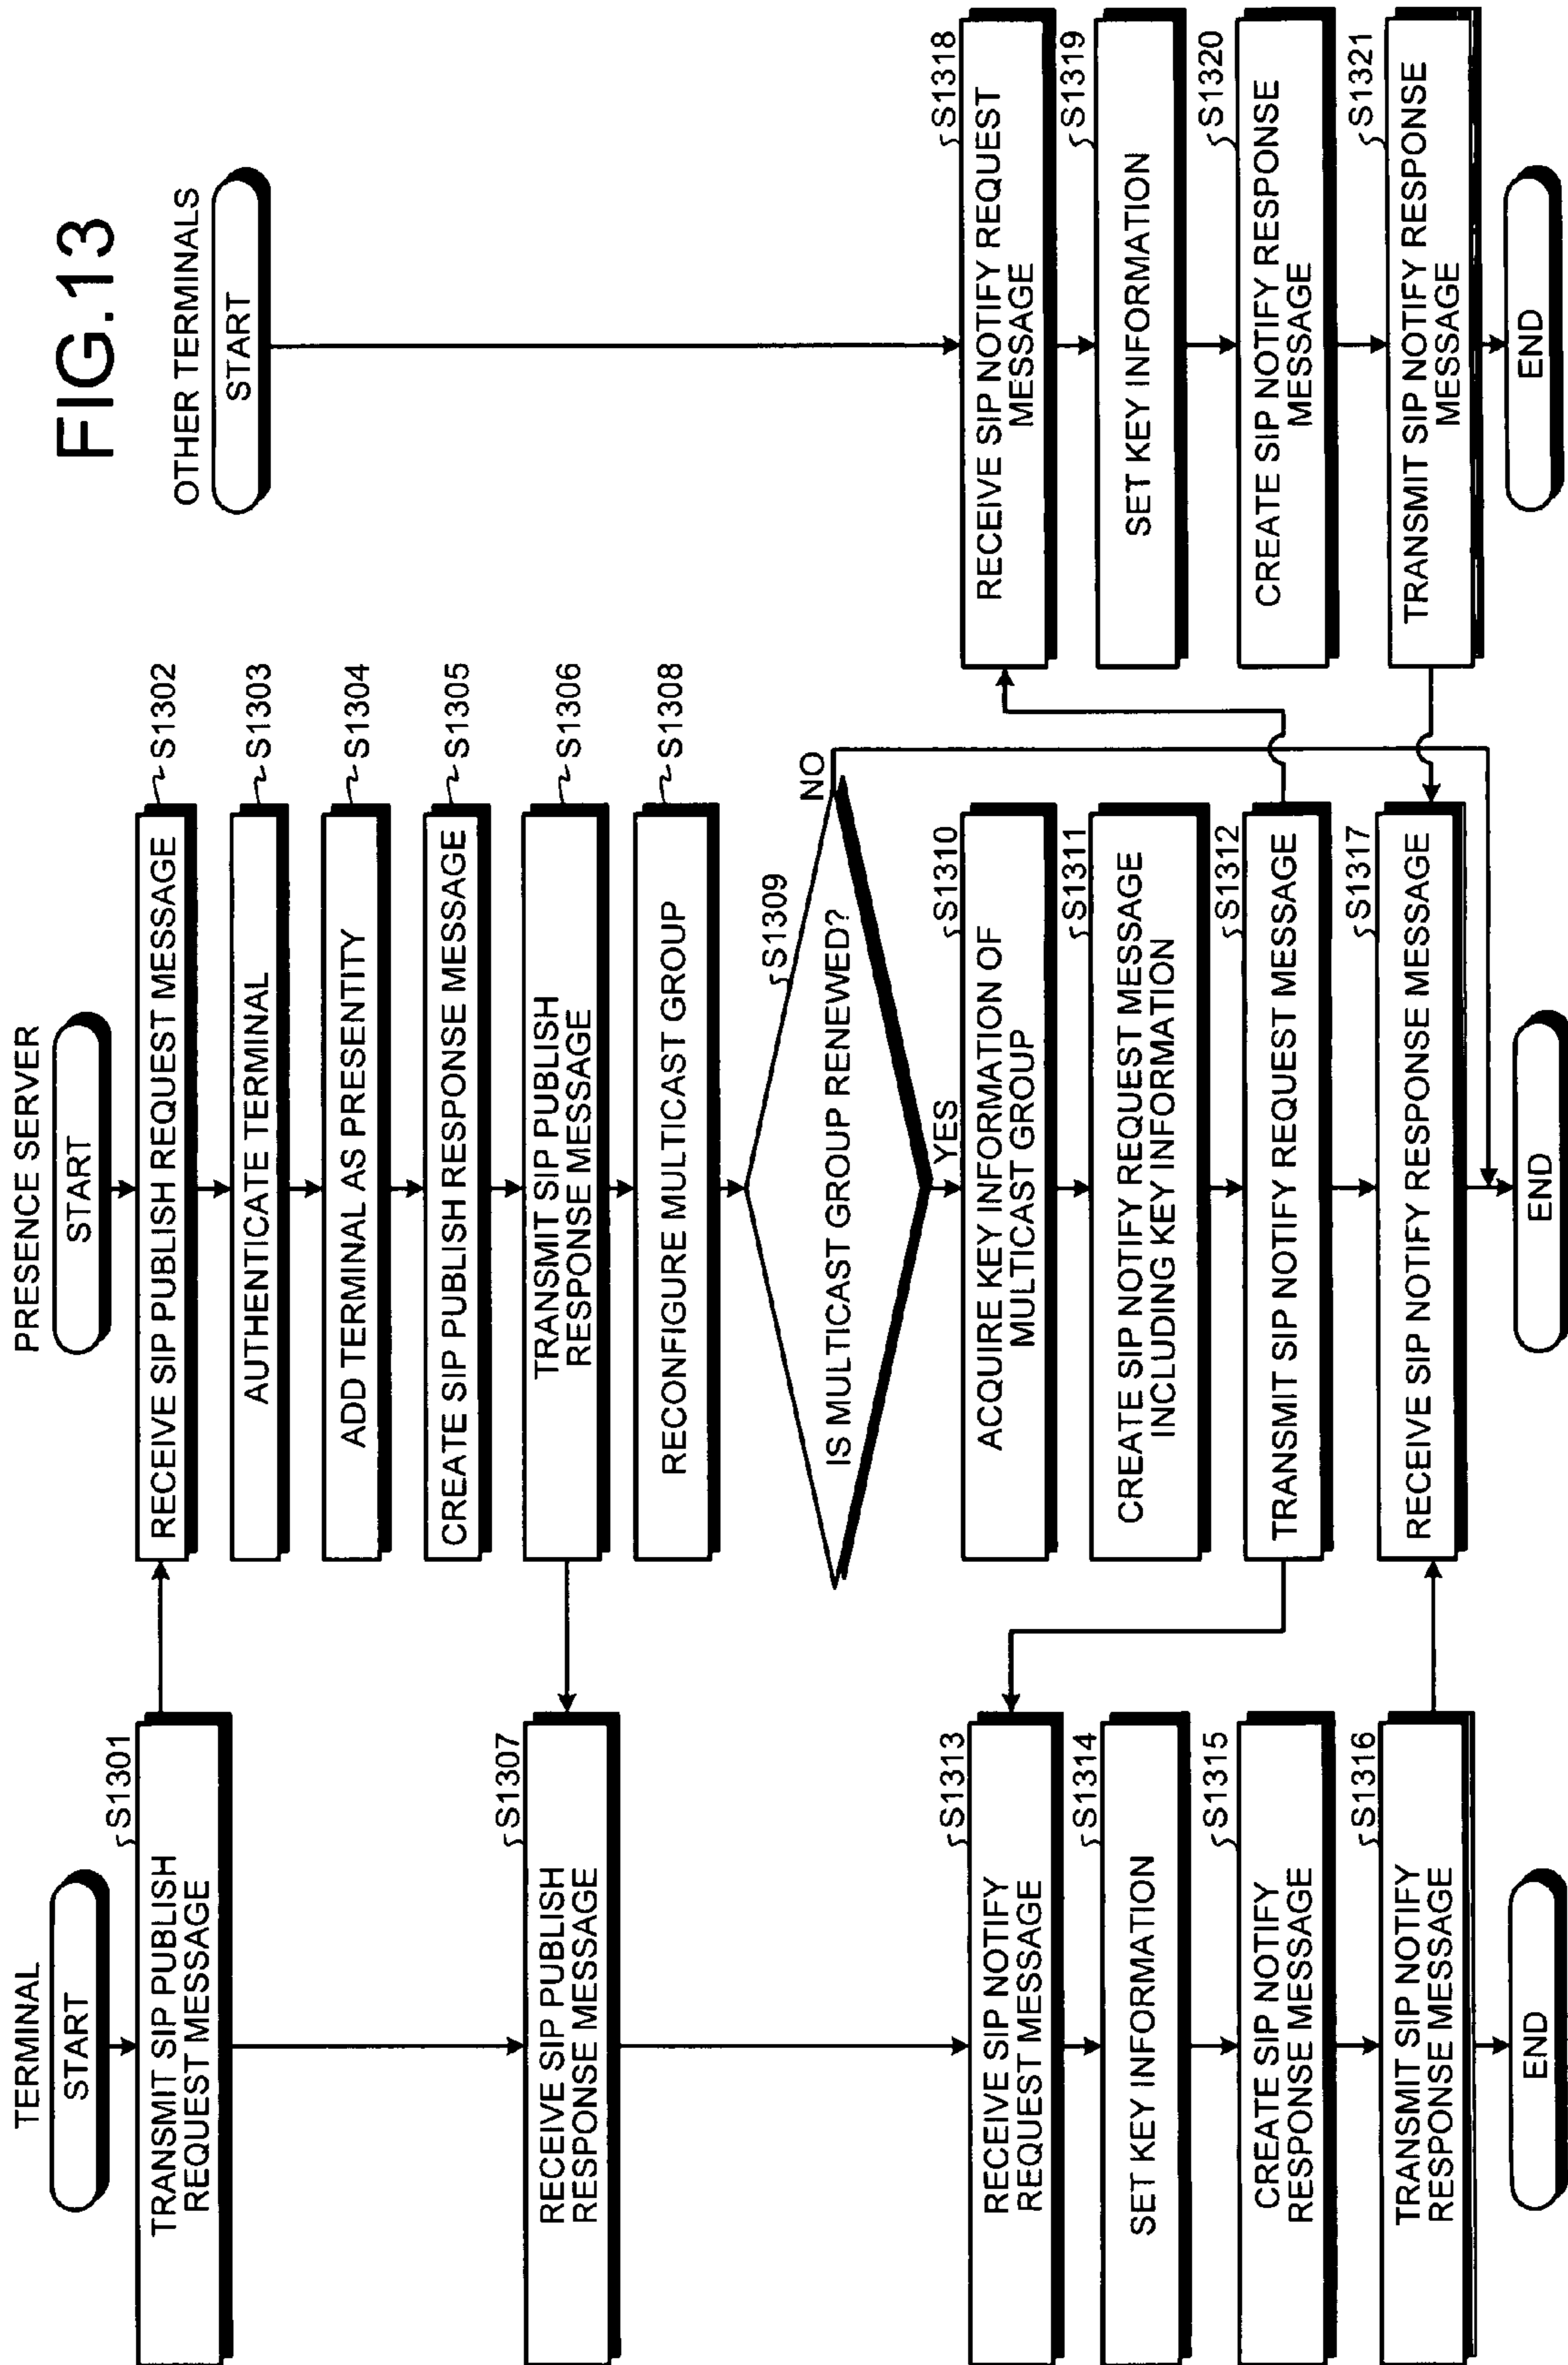 FIG.13
TERMINAL
START
S1301
TRANSMIT SIP PUBLISH
REQUEST MESSAGE
S1307
RECEIVE SIP PUBLISH
RESPONSE MESSAGE
S1313
RECEIVE SIP NOTIFY
REQUEST MESSAGE
S1314
SET KEY INFORMATION
S1315
CREATE SIP NOTIFY
RESPONSE MESSAGE
S1316
TRANSMIT SIP NOTIFY
RESPONSE MESSAGE
END
PRESENCE SERVER
START
RECEIVE SIP PUBLISH REQUEST MESSAGE
S1302
AUTHENTICATE TERMINAL
S1303
ADD TERMINAL AS PRESENTITY
S1304
CREATE SIP PUBLISH RESPONSE MESSAGE
S1305
TRANSMIT SIP PUBLISH
RESPONSE MESSAGE
S1306
RECONFIGURE MULTICAST GROUP
S1308
S1309
IS MULTICAST GROUP RENEWED?
NO
YES
S1310
ACQUIRE KEY INFORMATION OF
MULTICAST GROUP
S1311
CREATE SIP NOTIFY REQUEST MESSAGE
INCLUDING KEY INFORMATION
S1312
TRANSMIT SIP NOTIFY REQUEST MESSAGE
S1317
RECEIVE SIP NOTIFY RESPONSE MESSAGE
END
OTHER TERMINALS
START
S1318
RECEIVE SIP NOTIFY REQUEST
MESSAGE
S1319
SET KEY INFORMATION
S1320
CREATE SIP NOTIFY RESPONSE
MESSAGE
S1321
TRANSMIT SIP NOTIFY RESPONSE
MESSAGE
END